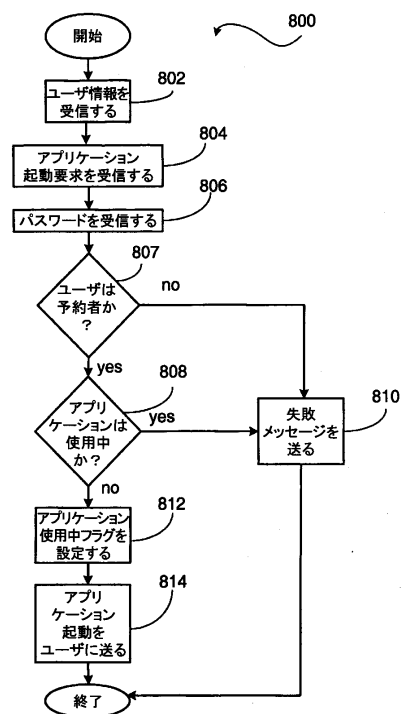 800
開始
802
ユーザ情報を
受信する
804
アプリケーション
起動要求を受信する
806
パスワードを受信する
807
ユーザは
予約者か
?
no
yes
808
アプリ
ケーションは
使用中
か?
yes
810
失敗
メッセージを
送る
no
812
アプリケーション
使用中フラグを
設定する
814
アプリ
ケーション
起動を
ユーザに送る
終了